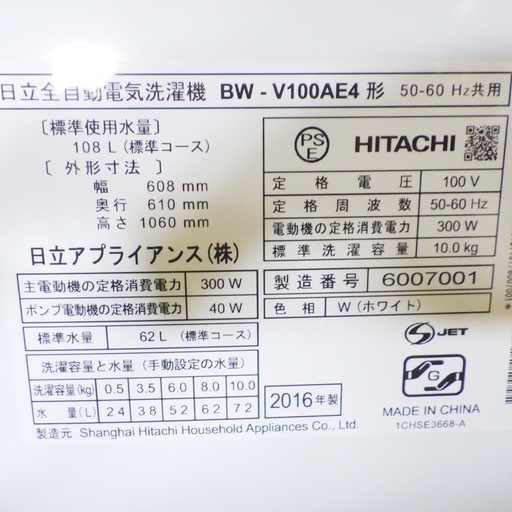 日立全自動電気洗濯機 BW - V100AE4 形 50-60 Hz共用
〔標準使用水量〕
108 L (標準コース)
〔 外形寸法 〕
幅 608 mm
奥行 610 mm
高さ 1060 mm
日立アプライアンス(株)
主電動機の定格消費電力 300 W
ポンプ電動機の定格消費電力 40 W
標準水量 62 L (標準コース)
洗濯容量と水量 (手動設定の水量)
洗濯容量(kg) 0.5 3.5 6.0 8.0 10.0
水 量(L) 24 38 52 62 72
製造元 Shanghai Hitachi Household Appliances Co., Ltd.
PS
E
HITACHI
定格電圧 100 V
定格周波数 50-60 Hz
電動機の定格消費電力 300 W
標準洗濯容量 10.0 kg
製造番号 6007001
色相 W (ホワイト)
2016 年製
S JET
G
MADE IN CHINA
1CHSE3668-A